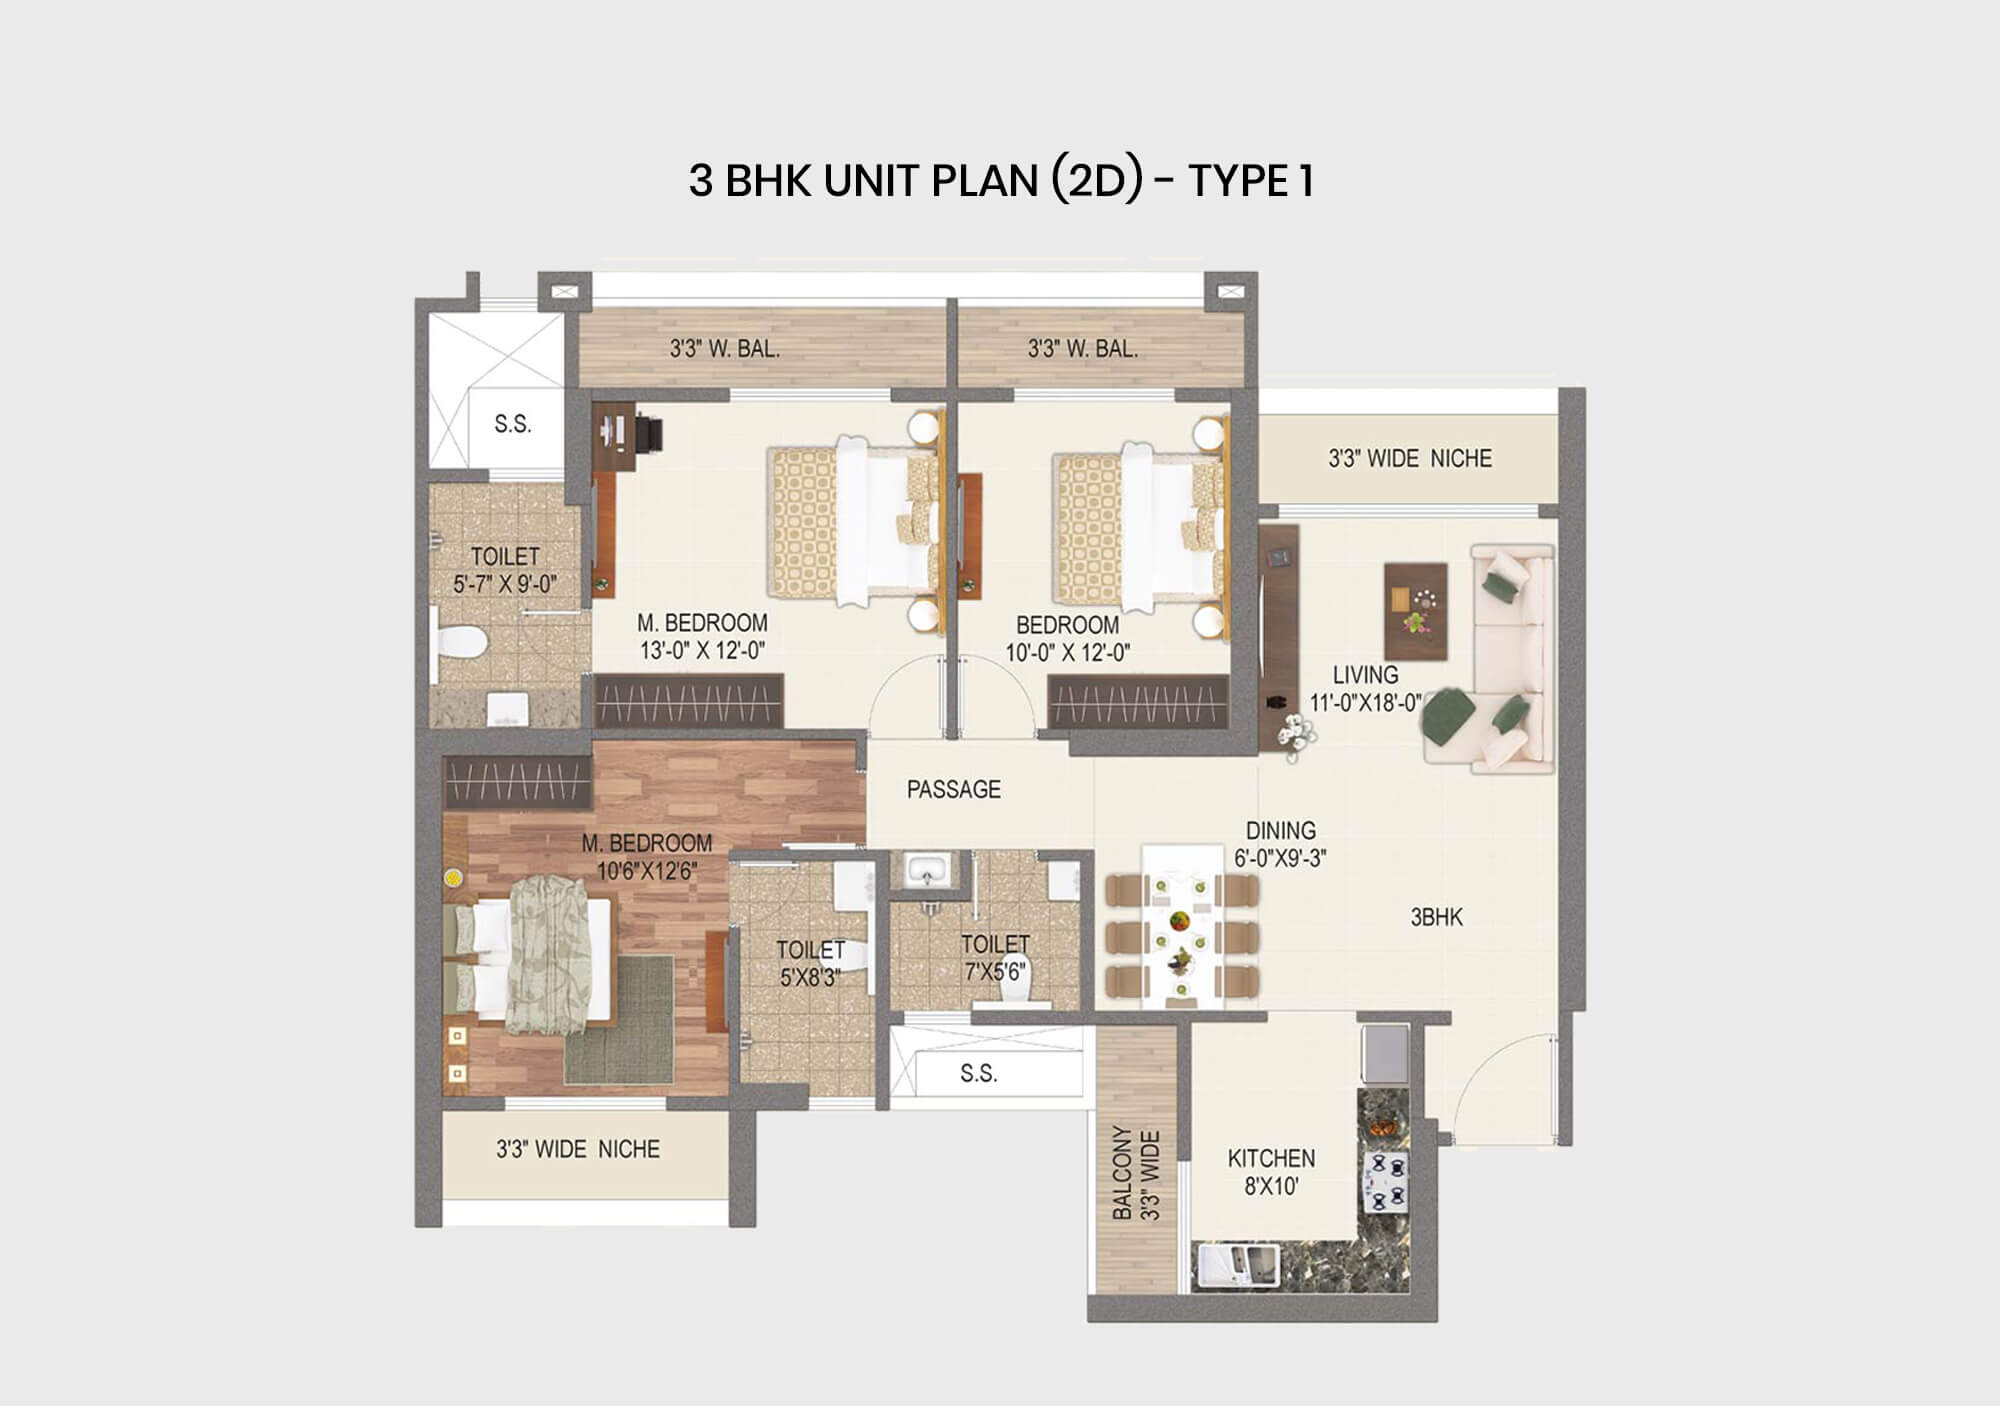 3 BHK UNIT PLAN (2D) - TYPE 1
3'3" W. BAL.
3'3" W. BAL.
S.S.
3'3" WIDE NICHE
TOILET
5'-7" X 9'-0"
M. BEDROOM
13'-0" X 12'-0"
BEDROOM
10'-0" X 12'-0"
LIVING
11'-0"X18'-0"
PASSAGE
DINING
6'-0"X9'-3"
M. BEDROOM
10'6"X12'6"
3BHK
TOILET
5'X8'3"
TOILET
7'X5'6"
S.S.
3'3" WIDE NICHE
BALCONY
3'3" WIDE
KITCHEN
8'X10'